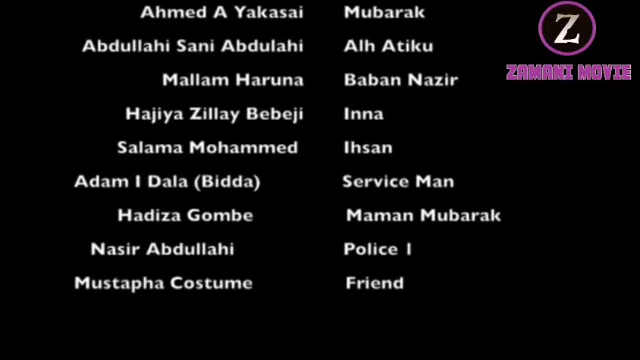 Ahmed A Yakasai Mubarak
Abdullahi Sani Abdulahi Alh Atiku
Mallam Haruna Baban Nazir
Hajiya Zillay Bebeji Inna
Salama Mohammed Ihsan
Adam I Dala (Bidda) Service Man
Hadiza Gombe Maman Mubarak
Nasir Abdullahi Police 1
Mustapha Costume Friend
Z
ZAMANI MOVIE